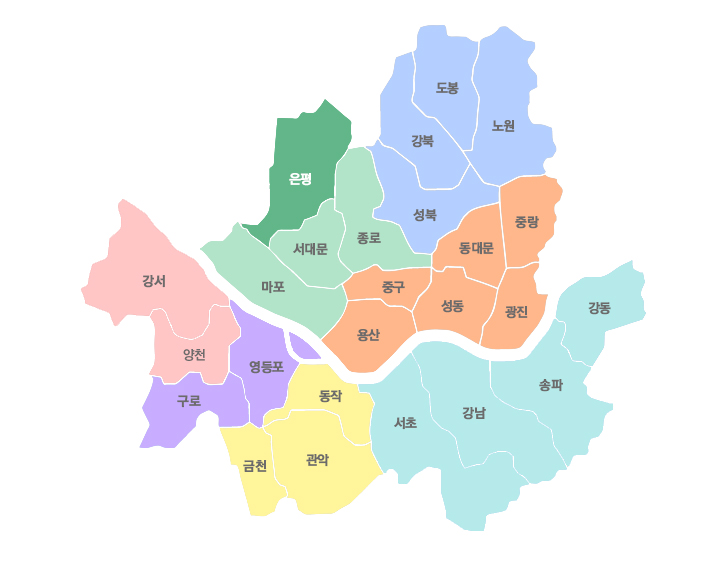 도봉
노원
강북
은평
성북
중랑
종로
서대문
동대문
강서
마포
중구
성동
광진
강동
용산
양천
영등포
송파
동작
구로
강남
서초
관악
금천